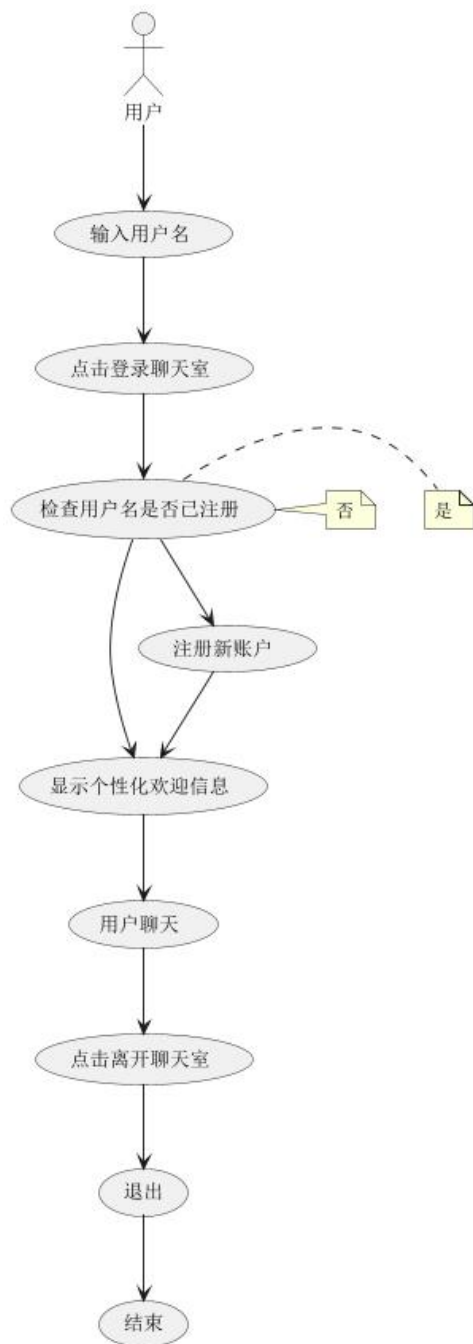 用户
输入用户名
点击登录聊天室
检查用户名是否已注册
否
是
注册新账户
显示个性化欢迎信息
用户聊天
点击离开聊天室
退出
结束